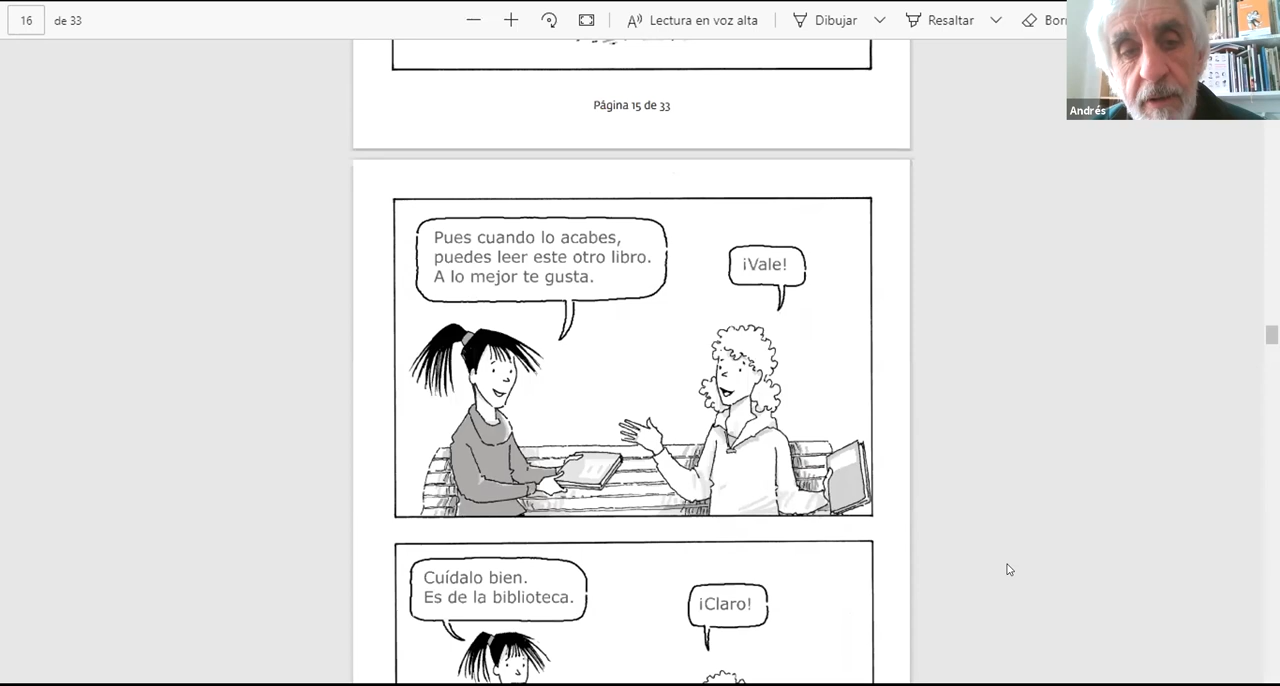 16 de 33
Lectura en voz alta
Dibujar
Resaltar
Andrés
Página 15 de 33
Pues cuando lo acabes,
puedes leer este otro libro.
A lo mejor te gusta.
¡Vale!
Cuídalo bien.
Es de la biblioteca.
¡Claro!